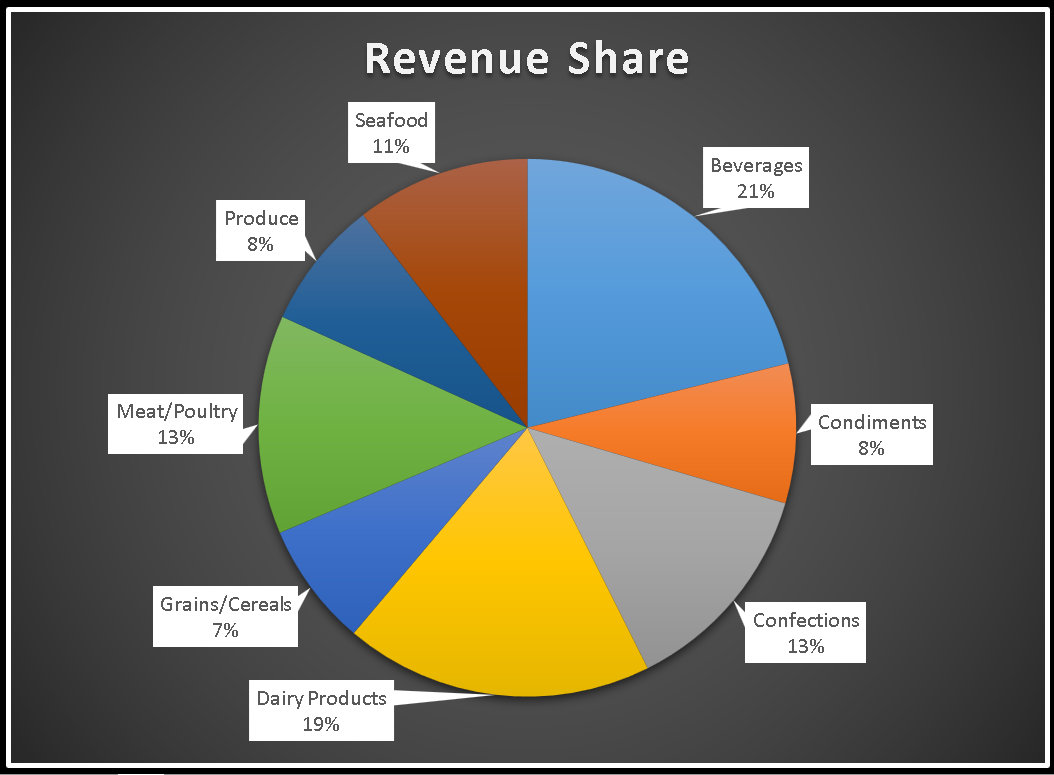 Revenue Share
Seafood
11%
Beverages
21%
Produce
8%
Meat/Poultry
13%
Condiments
8%
Grains/Cereals
7%
Confections
13%
Dairy Products
19%